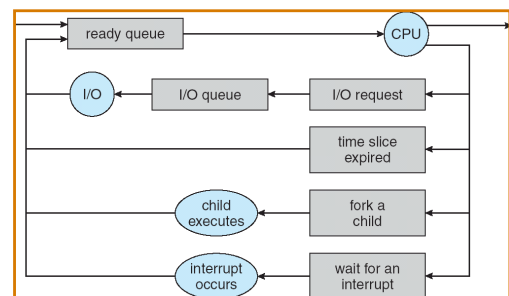 ready queue
CPU
I/O
I/O queue
I/O request
time slice
expired
child
executes
fork a
child
interrupt
occurs
wait for an
interrupt